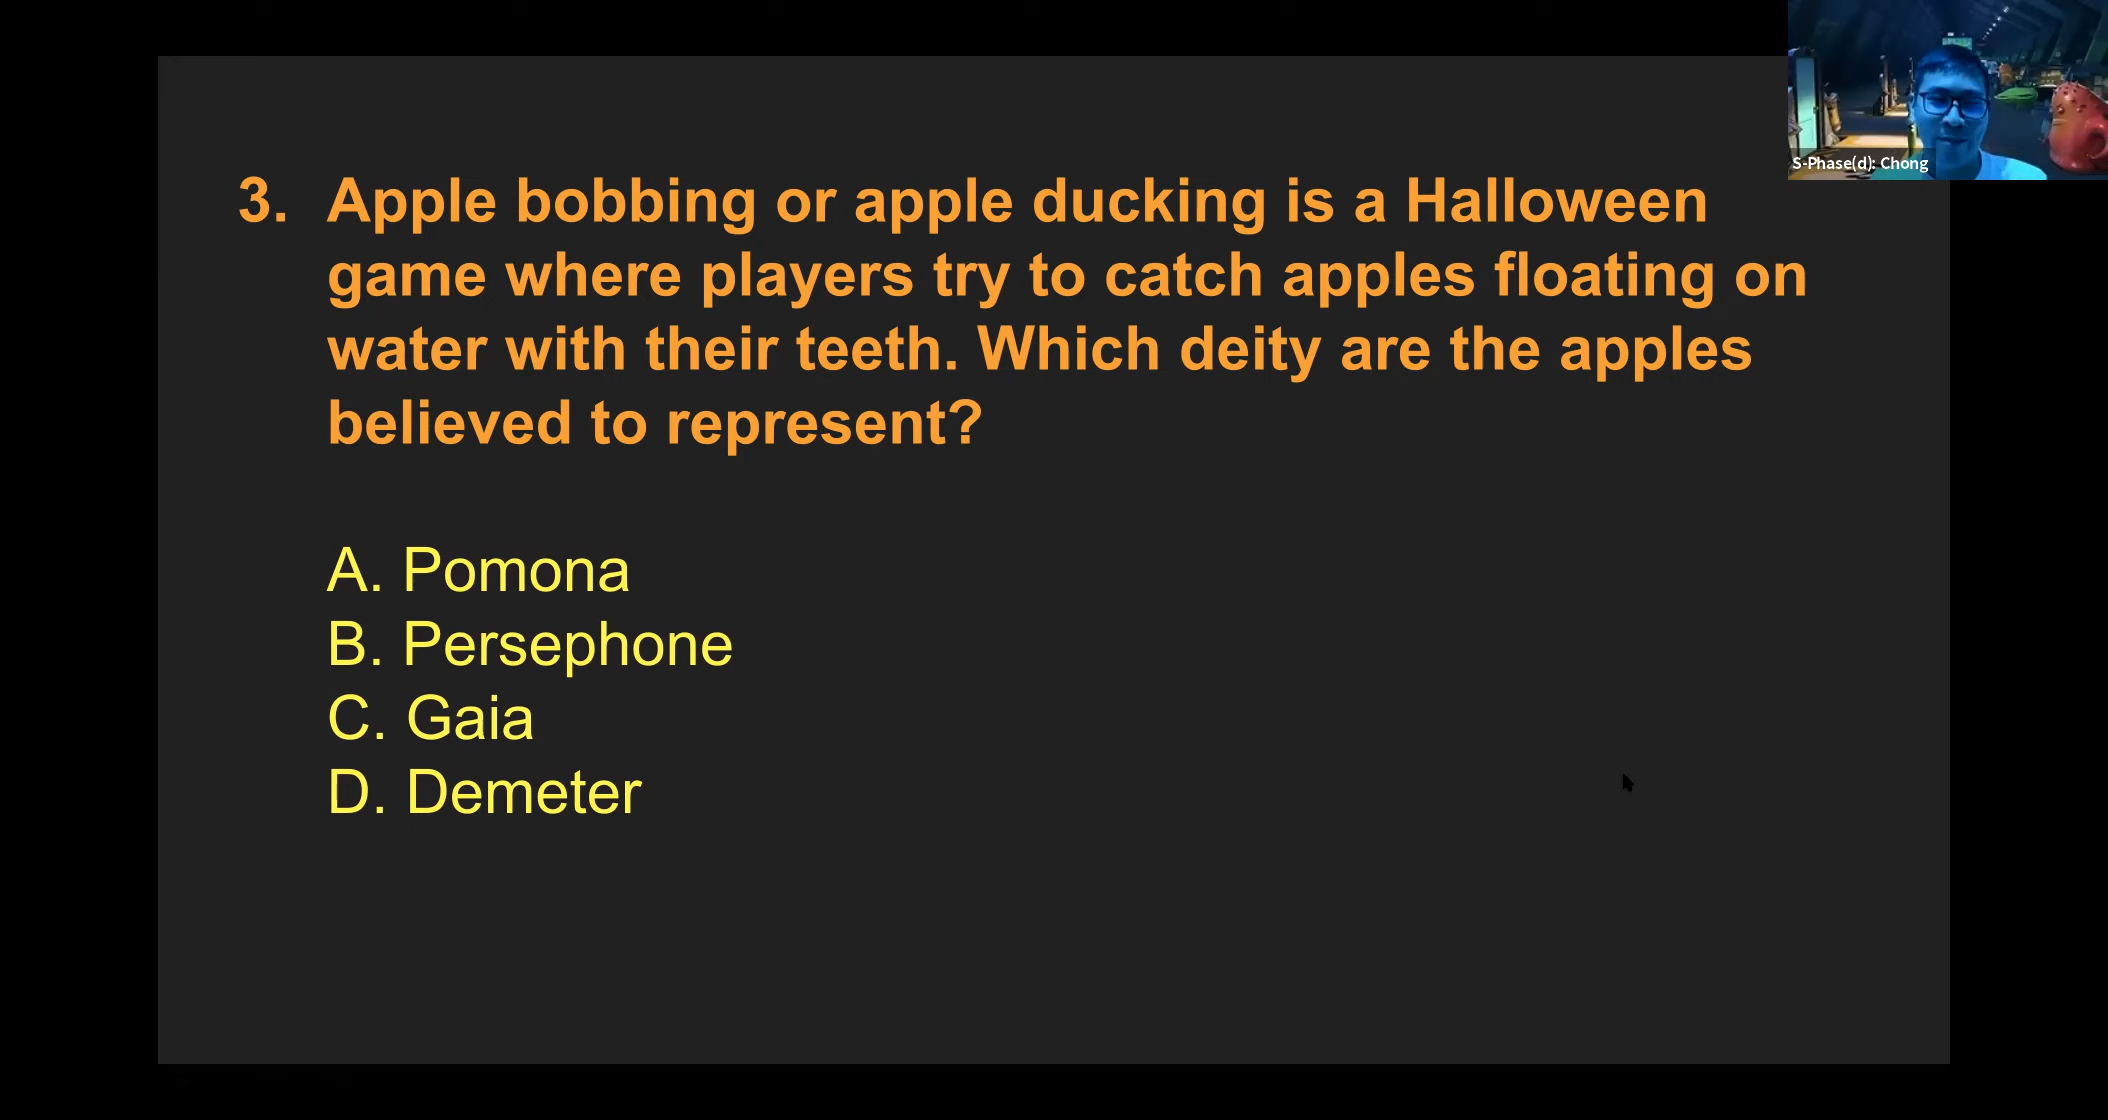 S-Phase(d): Chong
3. Apple bobbing or apple ducking is a Halloween
game where players try to catch apples floating on
water with their teeth. Which deity are the apples
believed to represent?
A. Pomona
B. Persephone
C. Gaia
D. Demeter